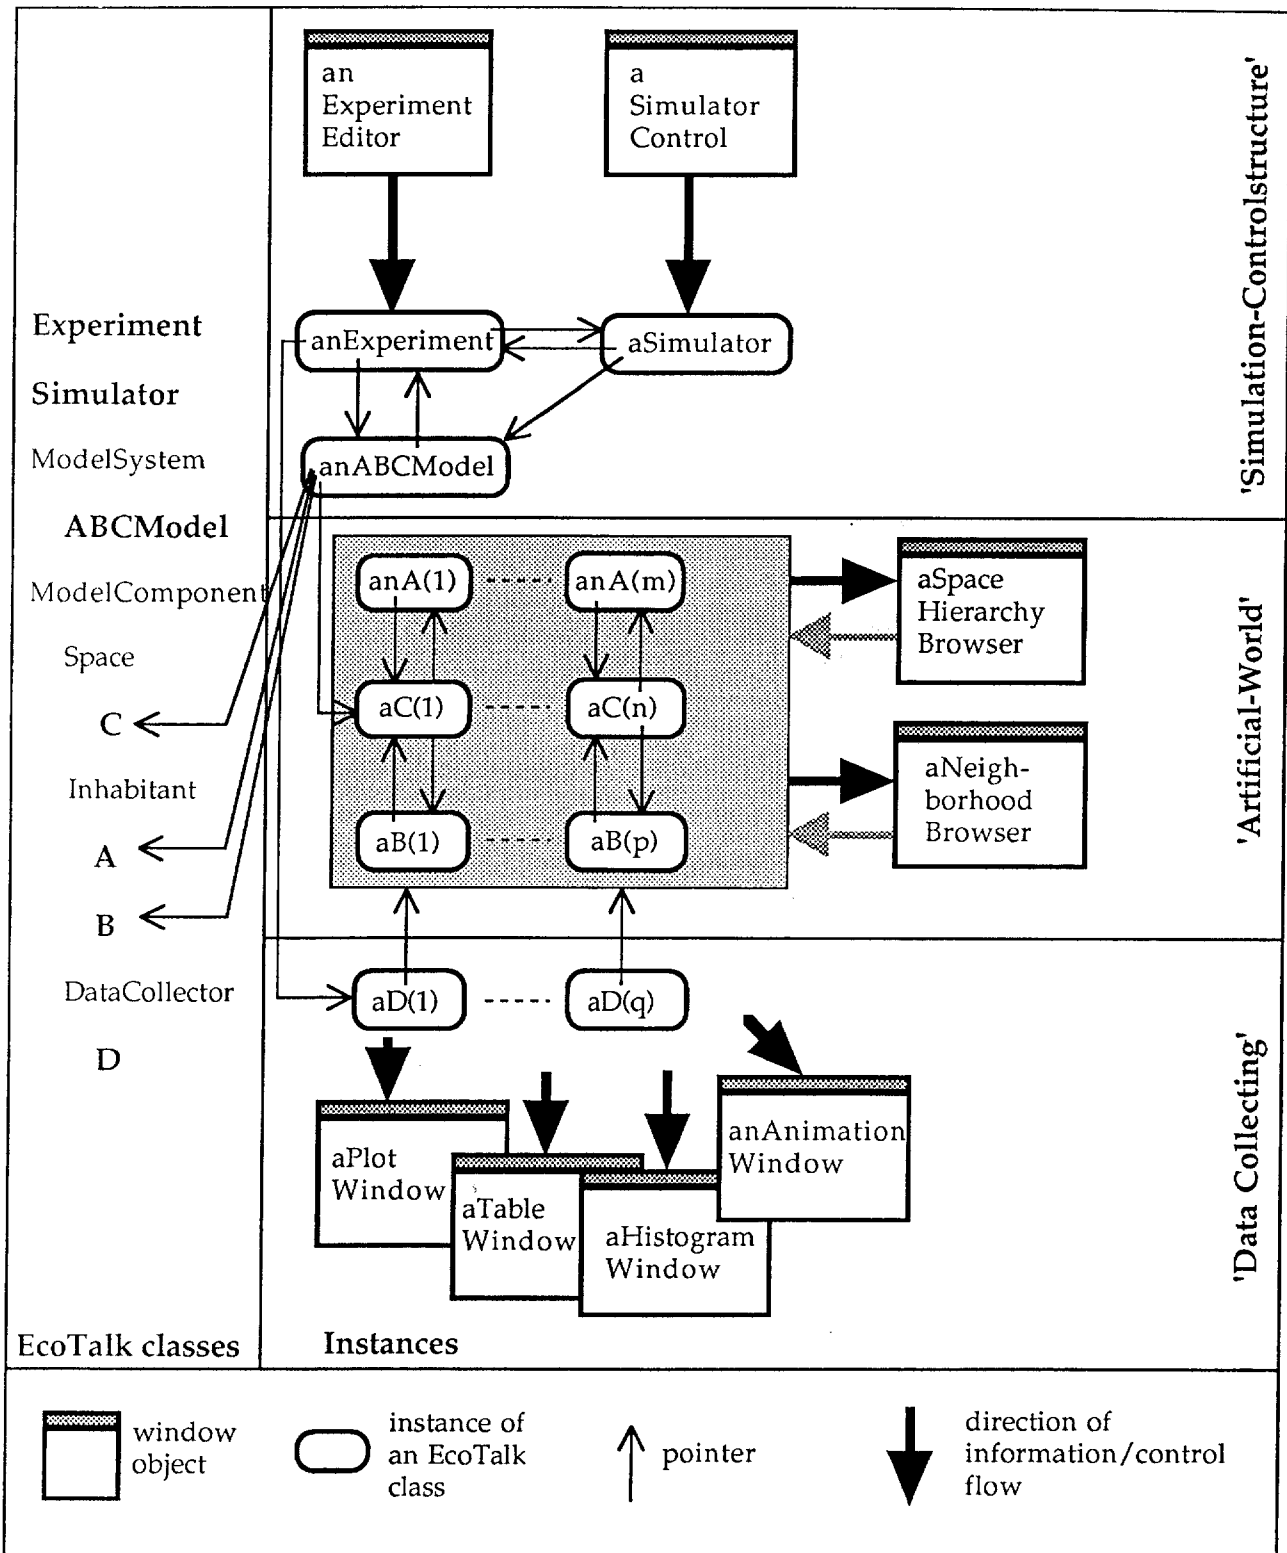 an
Experiment
Editor
a
Simulator
Control
'Simulation-Controlstructure'
Experiment
anExperiment
aSimulator
Simulator
ModelSystem
anABCModel
ABCModel
ModelComponent
Space
C
Inhabitant
A
B
DataCollector
D
anA(1)
anA(m)
aC(1)
aC(n)
aB(1)
aB(p)
aSpace
Hierarchy
Browser
aNeigh-
borhood
Browser
'Artificial-World'
aD(1)
aD(q)
aPlot
Window
aTable
Window
aHistogram
Window
anAnimation
Window
'Data Collecting'
EcoTalk classes
Instances
window
object
instance of
an EcoTalk
class
pointer
direction of
information/control
flow